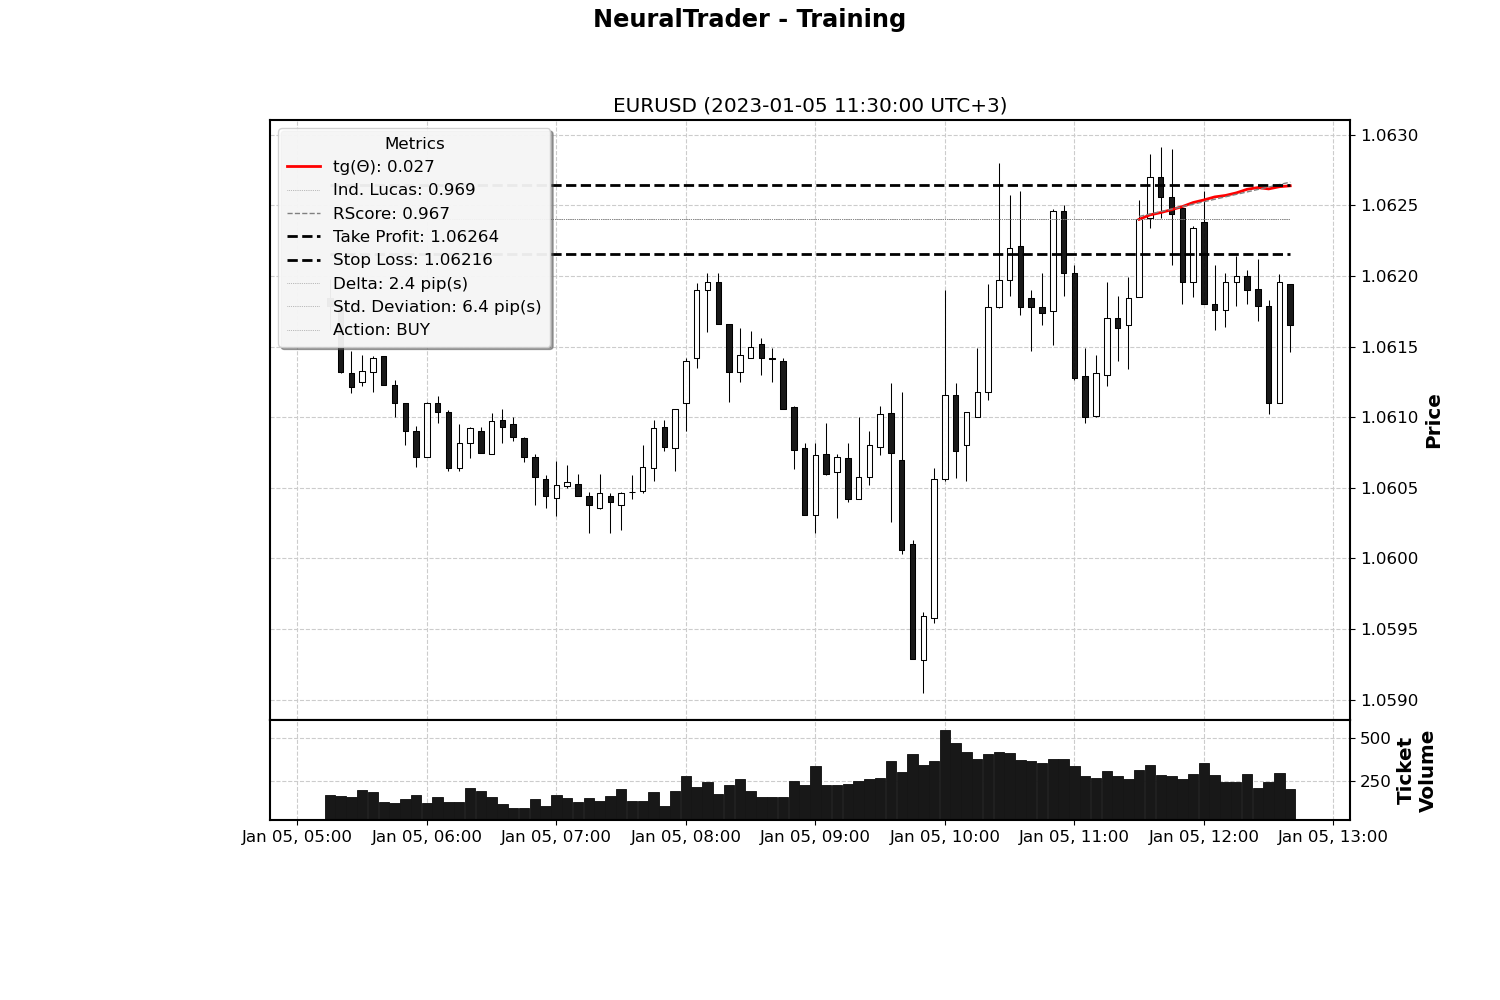 NeuralTrader - Training
EURUSD (2023-01-05 11:30:00 UTC+3)
Metrics
tg(Θ): 0.027
Ind. Lucas: 0.969
RScore: 0.967
Take Profit: 1.06264
Stop Loss: 1.06216
Delta: 2.4 pip(s)
Std. Deviation: 6.4 pip(s)
Action: BUY
1.0630
1.0625
1.0620
1.0615
1.0610
1.0605
1.0600
1.0595
1.0590
Price
500
250
Ticket
Volume
Jan 05, 05:00 Jan 05, 06:00 Jan 05, 07:00 Jan 05, 08:00 Jan 05, 09:00 Jan 05, 10:00 Jan 05, 11:00 Jan 05, 12:00 Jan 05, 13:00